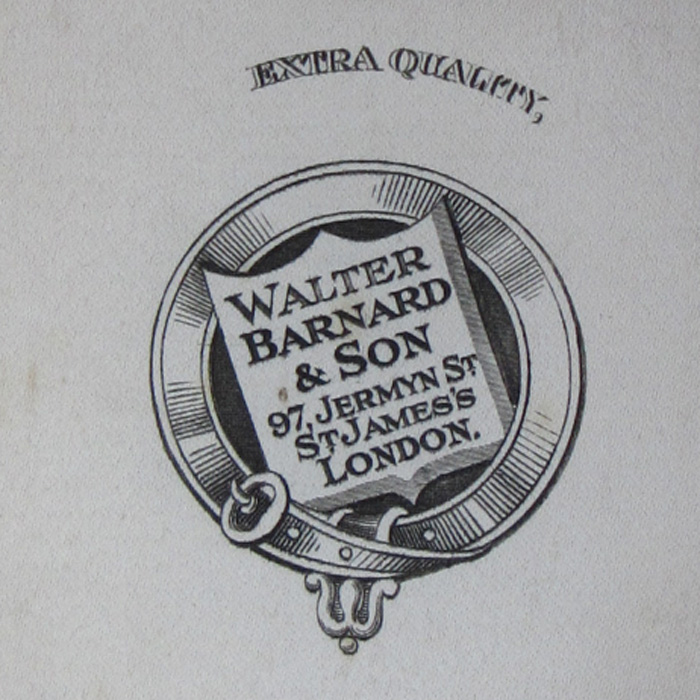 EXTRA QUALITY,
WALTER
BARNARD
& SON
97, JERMYN ST
ST JAMES'S
LONDON.